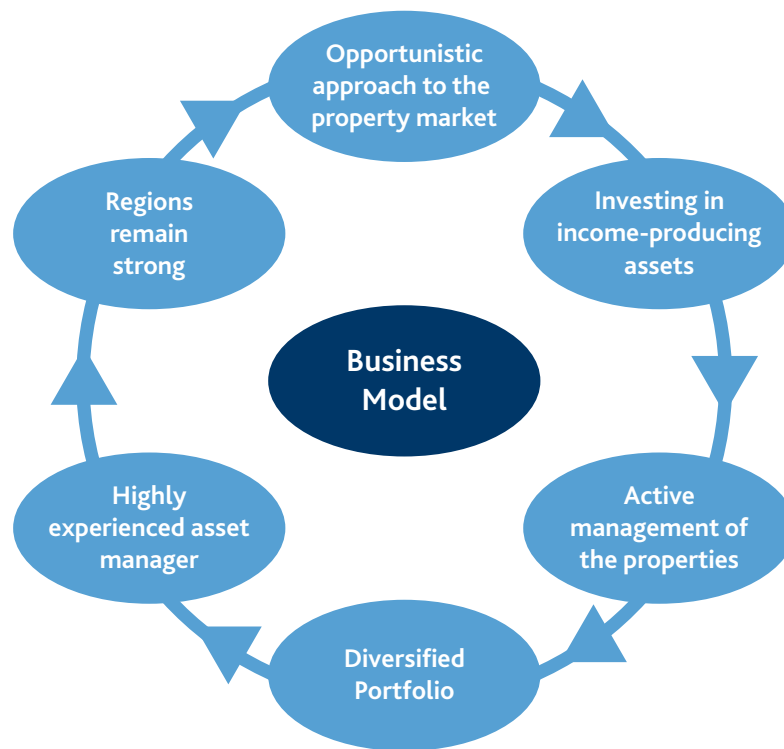 Opportunistic
approach to the
property market
Investing in
income-producing
assets
Active
management of
the properties
Diversified
Portfolio
Highly
experienced asset
manager
Regions
remain
strong
Business
Model